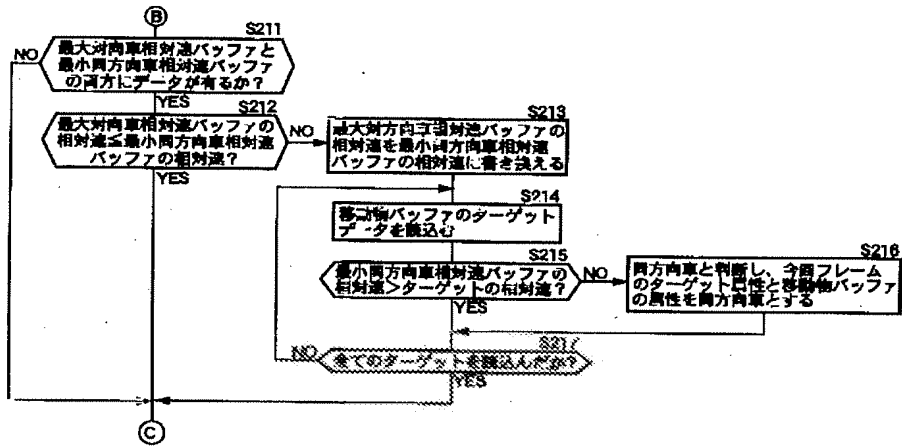 B
S211
NO
最大対向車相対速バッファと
最小同方向車相対速バッファ
の両方にデータが有るか?
YES
S212
最大対向車相対速バッファの
相対速≦最小同方向車相対速
バッファの相対速?
NO
YES
S213
最大対方向車相対速バッファの
相対速を最小同方向車相対速
バッファの相対速に書き換える
S214
移動物バッファのターゲット
データを読込む
S215
最小同方向車相対速バッファの
相対速>ターゲットの相対速?
NO
YES
S216
同方向車と判断し、今回フレーム
のターゲット属性と移動物バッファ
の属性を同方向車とする
S217
NO
全てのターゲットを読込んだか?
YES
C